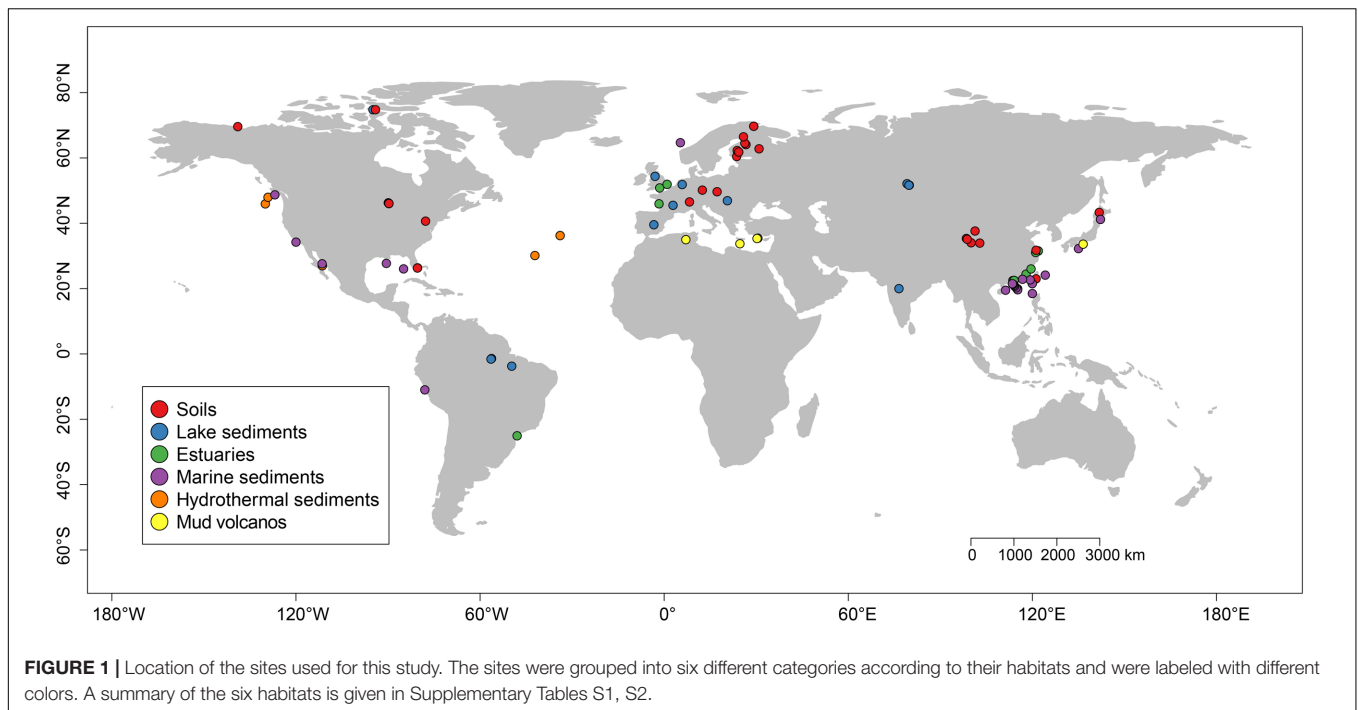 80°N
60°N
40°N
20°N
0°
20°S
40°S
60°S
Soils
Lake sediments
Estuaries
Marine sediments
Hydrothermal sediments
Mud volcanos
0 1000 2000 3000 km
180°W 120°W 60°W 0° 60°E 120°E 180°E
FIGURE 1 | Location of the sites used for this study. The sites were grouped into six different categories according to their habitats and were labeled with different
colors. A summary of the six habitats is given in Supplementary Tables S1, S2.